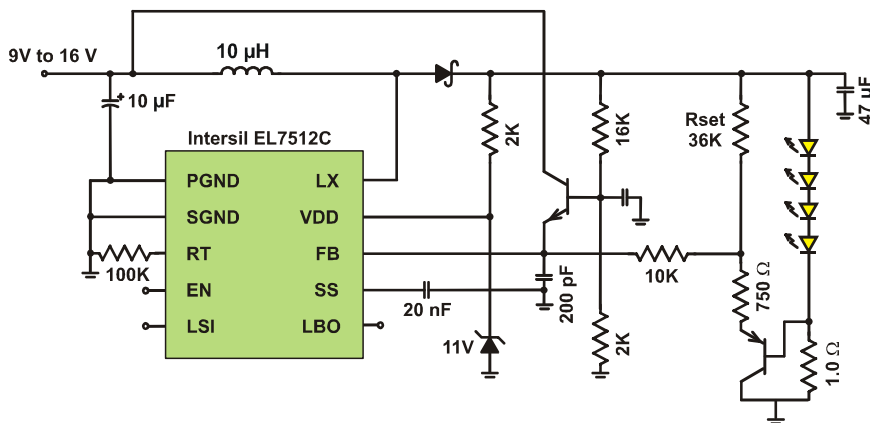 9V to 16 V
10 µH
10 µF
47 µF
Intersil EL7512C
2K
16K
Rset
36K
PGND
LX
SGND
VDD
RT
FB
100K
10K
EN
SS
20 nF
200 pF
750 Ω
LSI
LBO
11V
2K
1.0 Ω